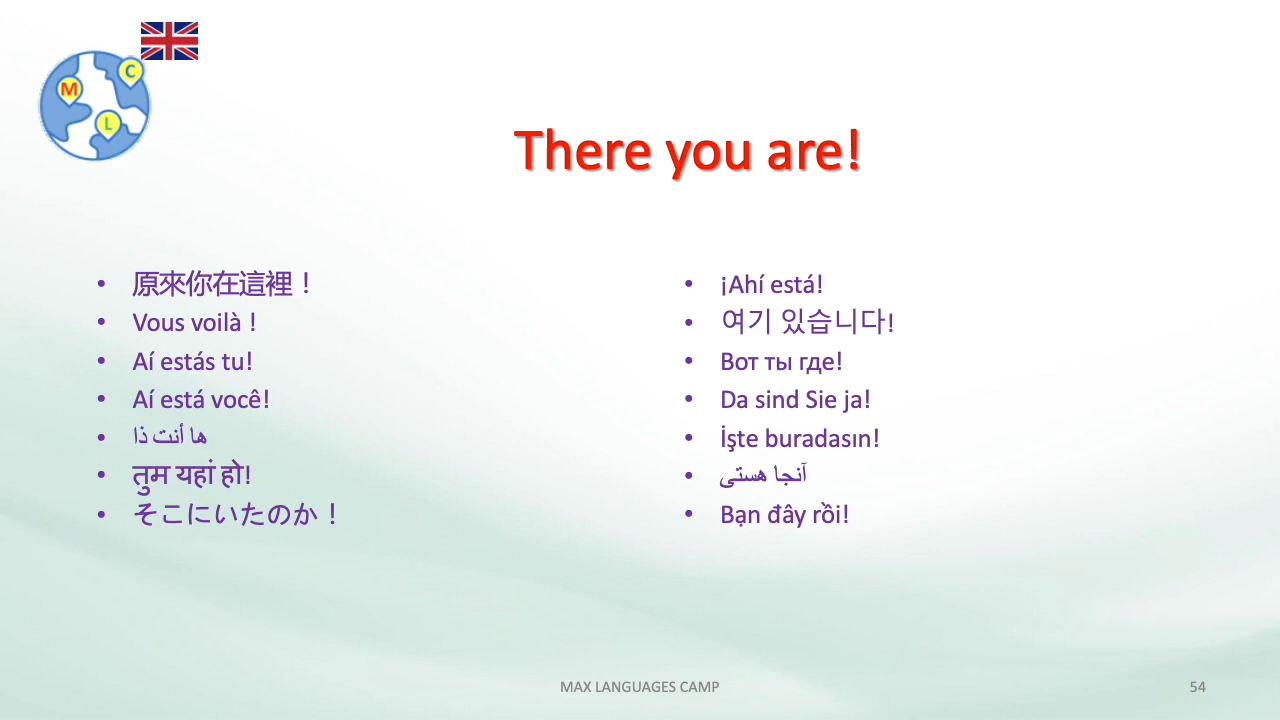 C
M
L
There you are!
• 原來你在這裡！
• Vous voilà !
• Aí estás tu!
• Aí está você!
• ها أنت ذا
• तुम यहां हो!
• そこにいたのか！
• ¡Ahí está!
• 여기 있습니다!
• Вот ты где!
• Da sind Sie ja!
• İşte buradasın!
• آنجا هستی
• Bạn đây rồi!
MAX LANGUAGES CAMP
54